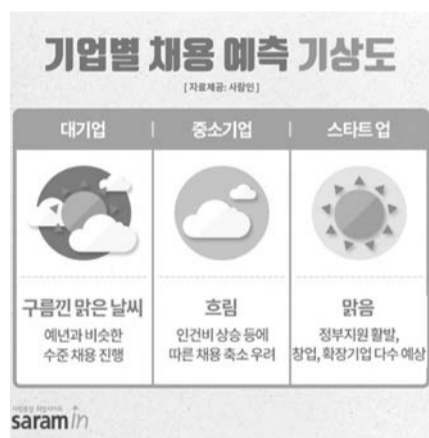 기업별 채용 예측 기상도
[자료제공: 사람인]
대기업 | 중소기업 | 스타트 업
구름낀 맑은 날씨
예년과 비슷한
수준 채용 진행
흐림
인건비 상승 등에
따른 채용 축소 우려
맑음
정부지원 활발,
창업, 확장기업 다수 예상
saramin